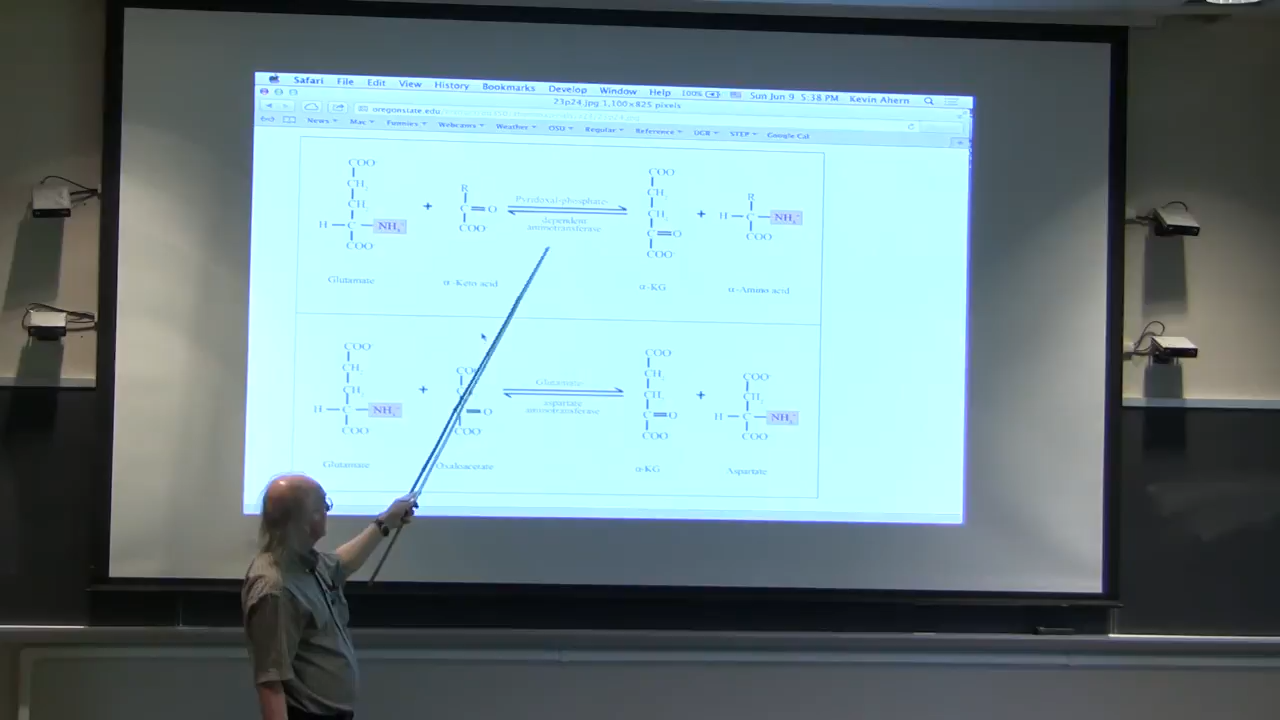 Safari File Edit View History Bookmarks Develop Window Help 100% Sun Jun 9 5:38 PM Kevin Ahern
23p24.jpg 1,100×825 pixels
oregonstate.edu
News Mac Funnies Webcams Weather OSU Regular Reference UGR STEP Google Cal
COO⁻
CH₂
CH₂
H — C — NH₃⁺
COO⁻
Glutamate
+
R
C = O
COO⁻
α-Keto acid
Pyridoxal-phosphate-
dependent
aminotransferase
COO⁻
CH₂
CH₂
C = O
COO⁻
α-KG
+
R
H — C — NH₃⁺
COO⁻
α-Amino acid
COO⁻
CH₂
CH₂
H — C — NH₃⁺
COO⁻
Glutamate
+
COO⁻
= O
COO⁻
Oxaloacetate
Glutamate-
aspartate
aminotransferase
COO⁻
CH₂
CH₂
C = O
COO⁻
α-KG
+
COO⁻
CH₂
H — C — NH₃⁺
COO⁻
Aspartate